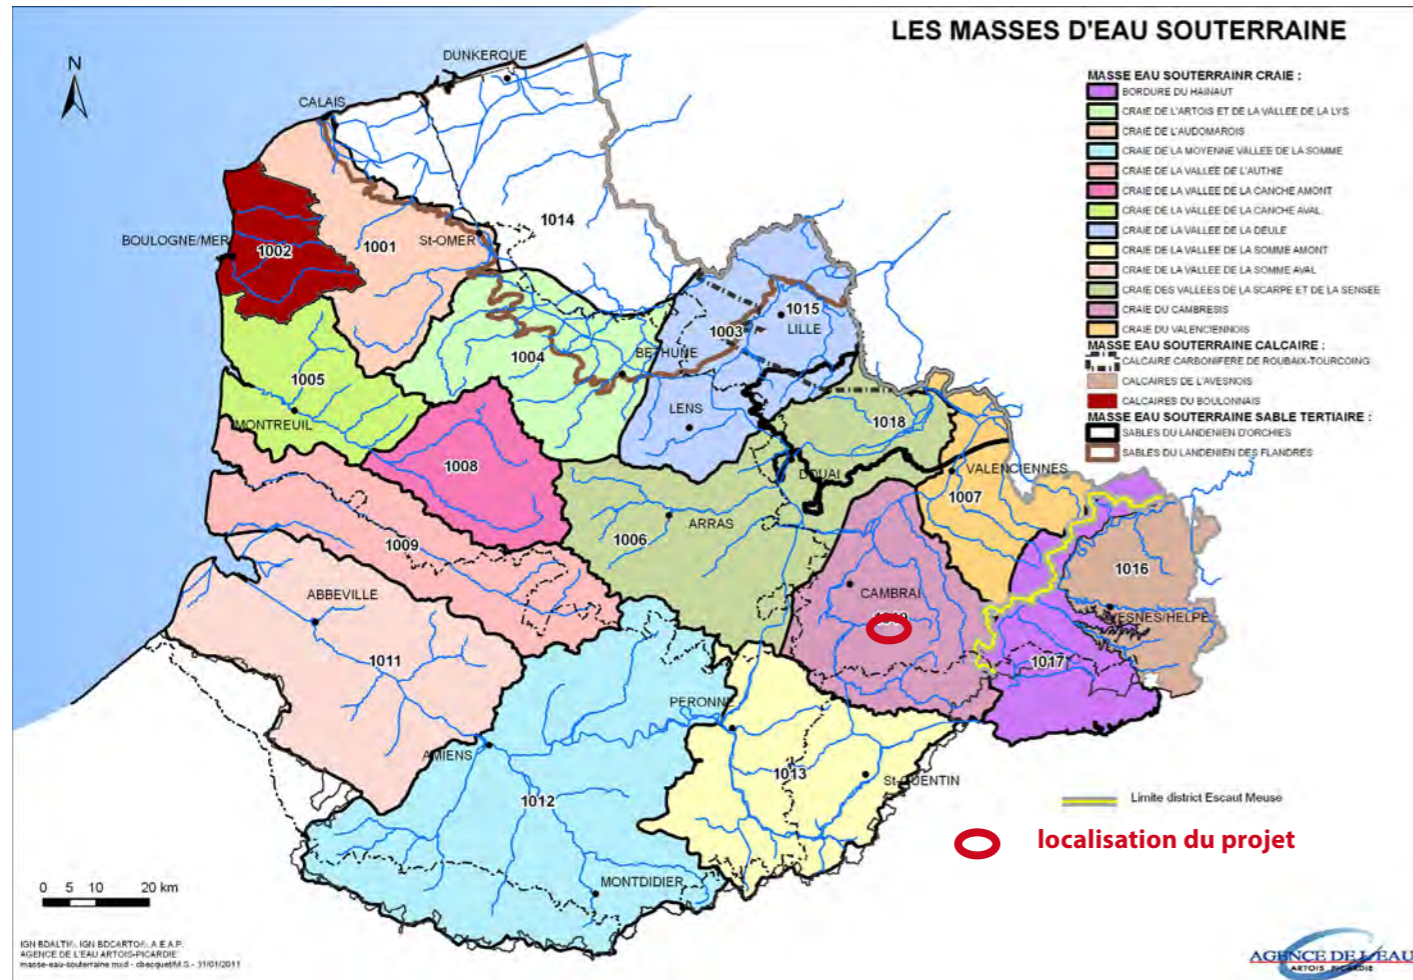 LES MASSES D'EAU SOUTERRAINE
N
MASSE EAU SOUTERRAINR CRAIE :
BORDURE DU HAINAUT
CRAIE DE L'ARTOIS ET DE LA VALLEE DE LA LYS
CRAIE DE L'AUDOMAROIS
CRAIE DE LA MOYENNE VALLEE DE LA SOMME
CRAIE DE LA VALLEE DE L'AUTHIE
CRAIE DE LA VALLEE DE LA CANCHE AMONT
CRAIE DE LA VALLEE DE LA CANCHE AVAL
CRAIE DE LA VALLEE DE LA DEULE
CRAIE DE LA VALLEE DE LA SOMME AMONT
CRAIE DE LA VALLEE DE LA SOMME AVAL
CRAIE DES VALLEES DE LA SCARPE ET DE LA SENSEE
CRAIE DU CAMBRESIS
CRAIE DU VALENCIENNOIS
MASSE EAU SOUTERRAINE CALCAIRE :
CALCAIRE CARBONIFERE DE ROUBAIX-TOURCOING
CALCAIRES DE L'AVESNOIS
CALCAIRES DU BOULONNAIS
MASSE EAU SOUTERRAINE SABLE TERTIAIRE :
SABLES DU LANDENIEN D'ORCHIES
SABLES DU LANDENIEN DES FLANDRES
DUNKERQUE
CALAIS
1014
BOULOGNE/MER
1002
1001
St-OMER
1015
1003
LILLE
1004
BETHUNE
1005
LENS
MONTREUIL
1018
1008
DOUAI
VALENCIENNES
1007
ARRAS
1006
1009
1016
ABBEVILLE
CAMBRAI
AVESNES/HELPE
1011
1017
PERONNE
AMIENS
1013
St-QUENTIN
1012
MONTDIDIER
Limite district Escaut Meuse
localisation du projet
0 5 10 20 km
IGN BDALTI©, IGN BDCARTO©, A.E.A.P.
AGENCE DE L'EAU ARTOIS-PICARDIE
masse-eau-souterraine mxd - cbecquet/M.S - 31/01/2011
AGENCE DE L'EAU
ARTOIS PICARDIE